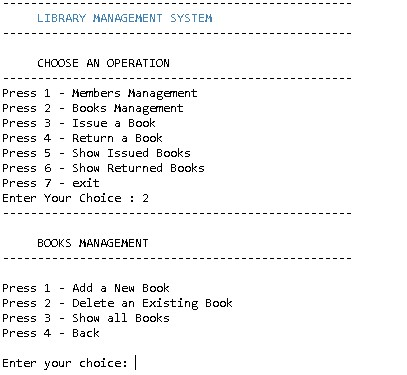 --------------------------------------------------
LIBRARY MANAGEMENT SYSTEM
--------------------------------------------------
CHOOSE AN OPERATION
--------------------------------------------------
Press 1 - Members Management
Press 2 - Books Management
Press 3 - Issue a Book
Press 4 - Return a Book
Press 5 - Show Issued Books
Press 6 - Show Returned Books
Press 7 - exit
Enter Your Choice : 2
--------------------------------------------------
BOOKS MANAGEMENT
--------------------------------------------------
Press 1 - Add a New Book
Press 2 - Delete an Existing Book
Press 3 - Show all Books
Press 4 - Back
Enter your choice: